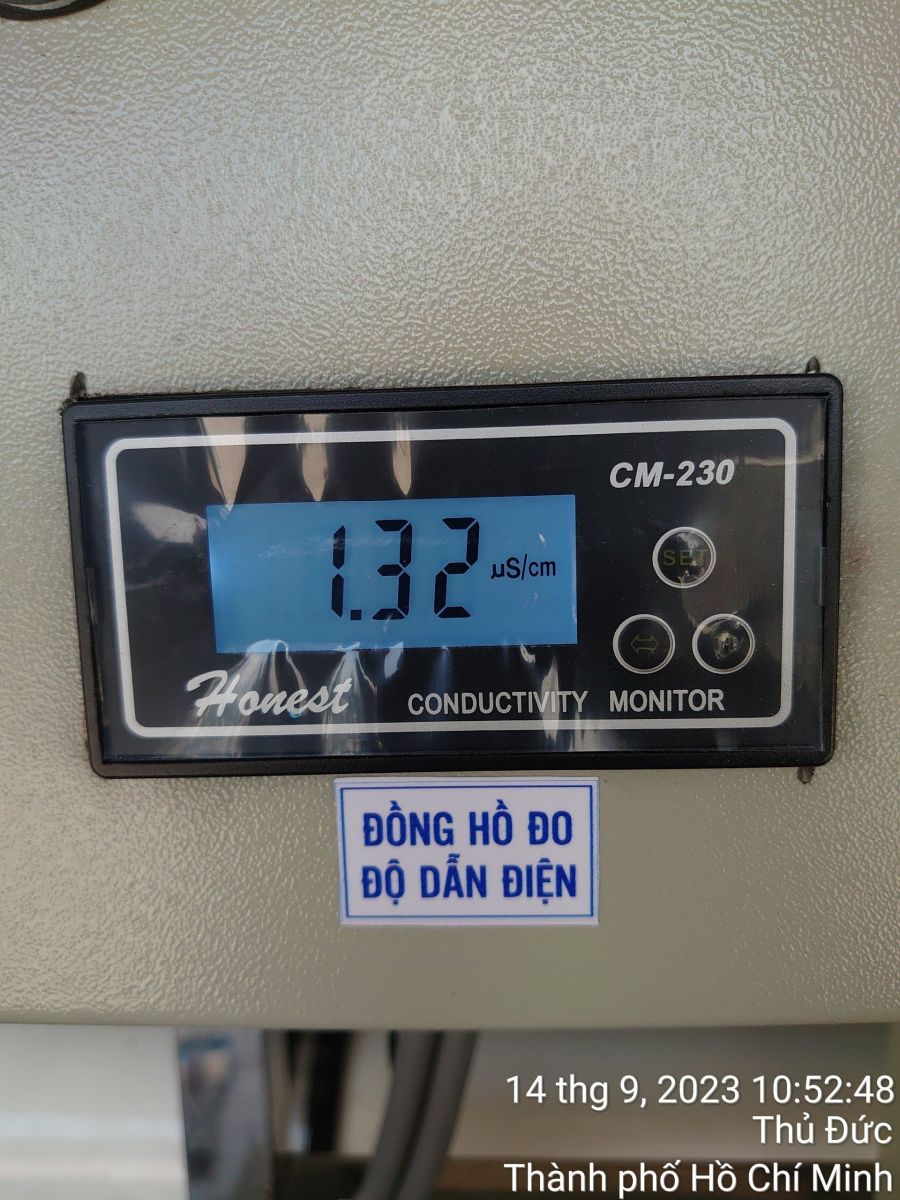 CM-230
1.32 µS/cm
SET
Honest CONDUCTIVITY MONITOR
ĐỒNG HỒ ĐO
ĐỘ DẪN ĐIỆN
14 thg 9, 2023 10:52:48
Thủ Đức
Thành phố Hồ Chí Minh